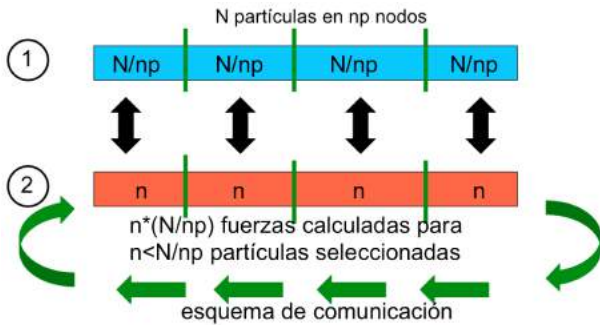 N partículas en np nodos
1
N/np N/np N/np N/np
2
n n n n
n*(N/np) fuerzas calculadas para
n<N/np partículas seleccionadas
esquema de comunicación